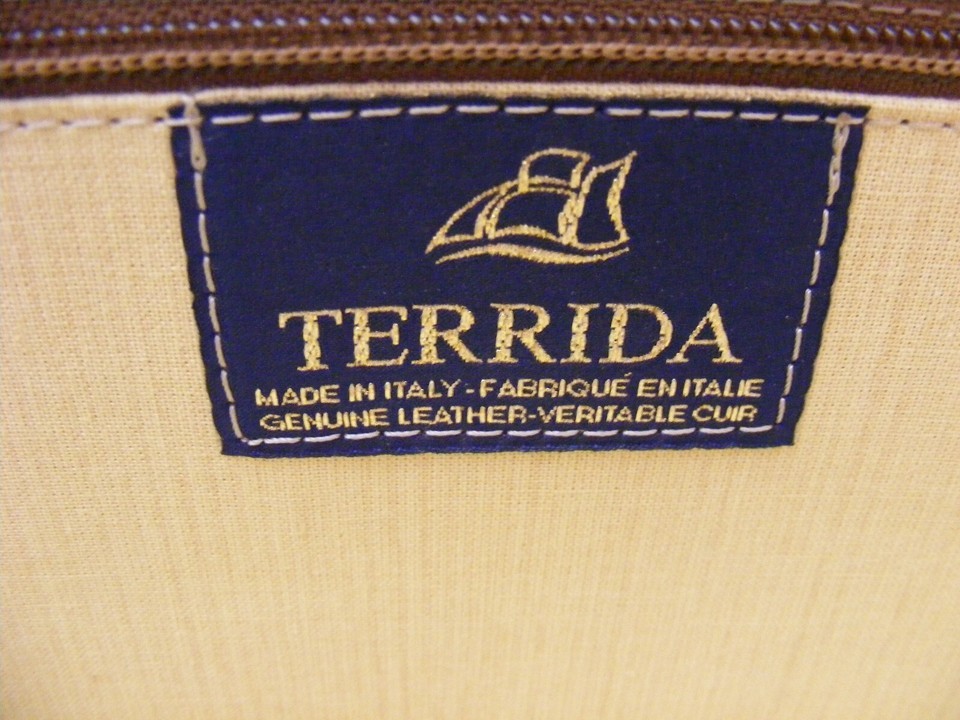 TERRIDA
MADE IN ITALY - FABRIQUÉ EN ITALIE
GENUINE LEATHER-VERITABLE CUIR